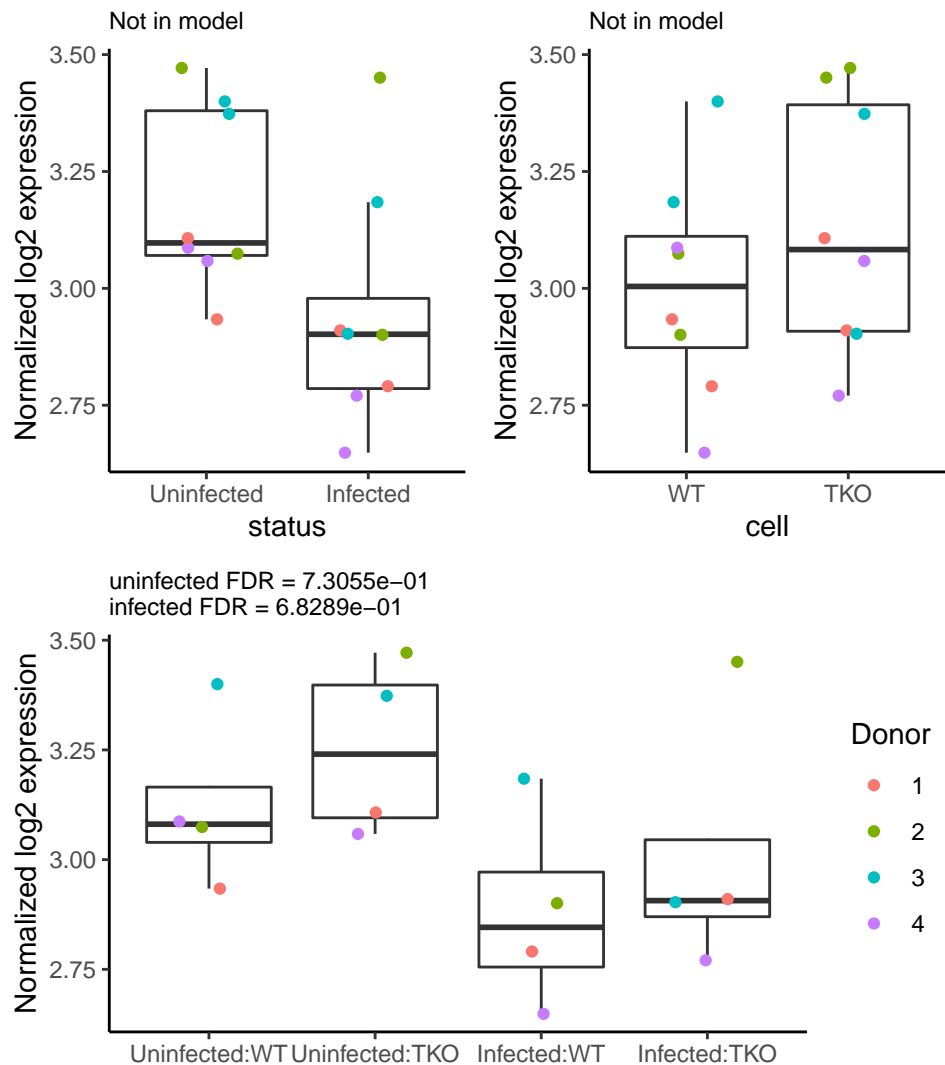 Not in model
Normalized log2 expression
3.50
3.25
3.00
2.75
Uninfected Infected
status
Not in model
Normalized log2 expression
3.50
3.25
3.00
2.75
WT TKO
cell
uninfected FDR = 7.3055e−01
infected FDR = 6.8289e−01
Normalized log2 expression
3.50
3.25
3.00
2.75
Uninfected:WT Uninfected:TKO Infected:WT Infected:TKO
Donor
1
2
3
4